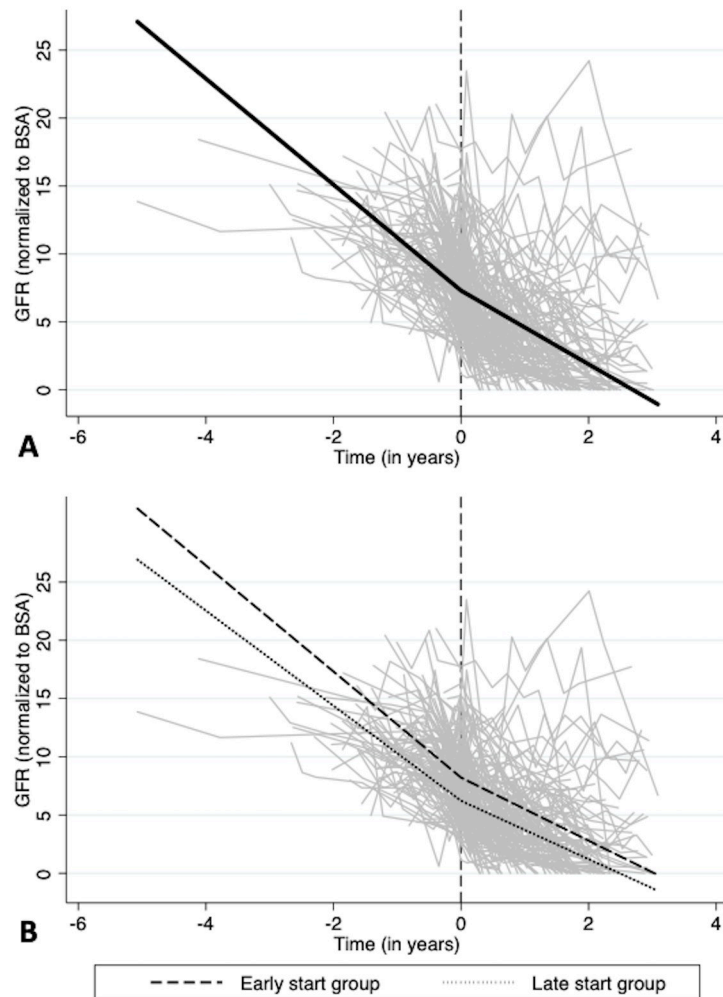 GFR (normalized to BSA)
25
20
15
10
5
0
-6 -4 -2 0 2 4
Time (in years)
A
GFR (normalized to BSA)
25
20
15
10
5
0
-6 -4 -2 0 2 4
Time (in years)
B
Early start group Late start group